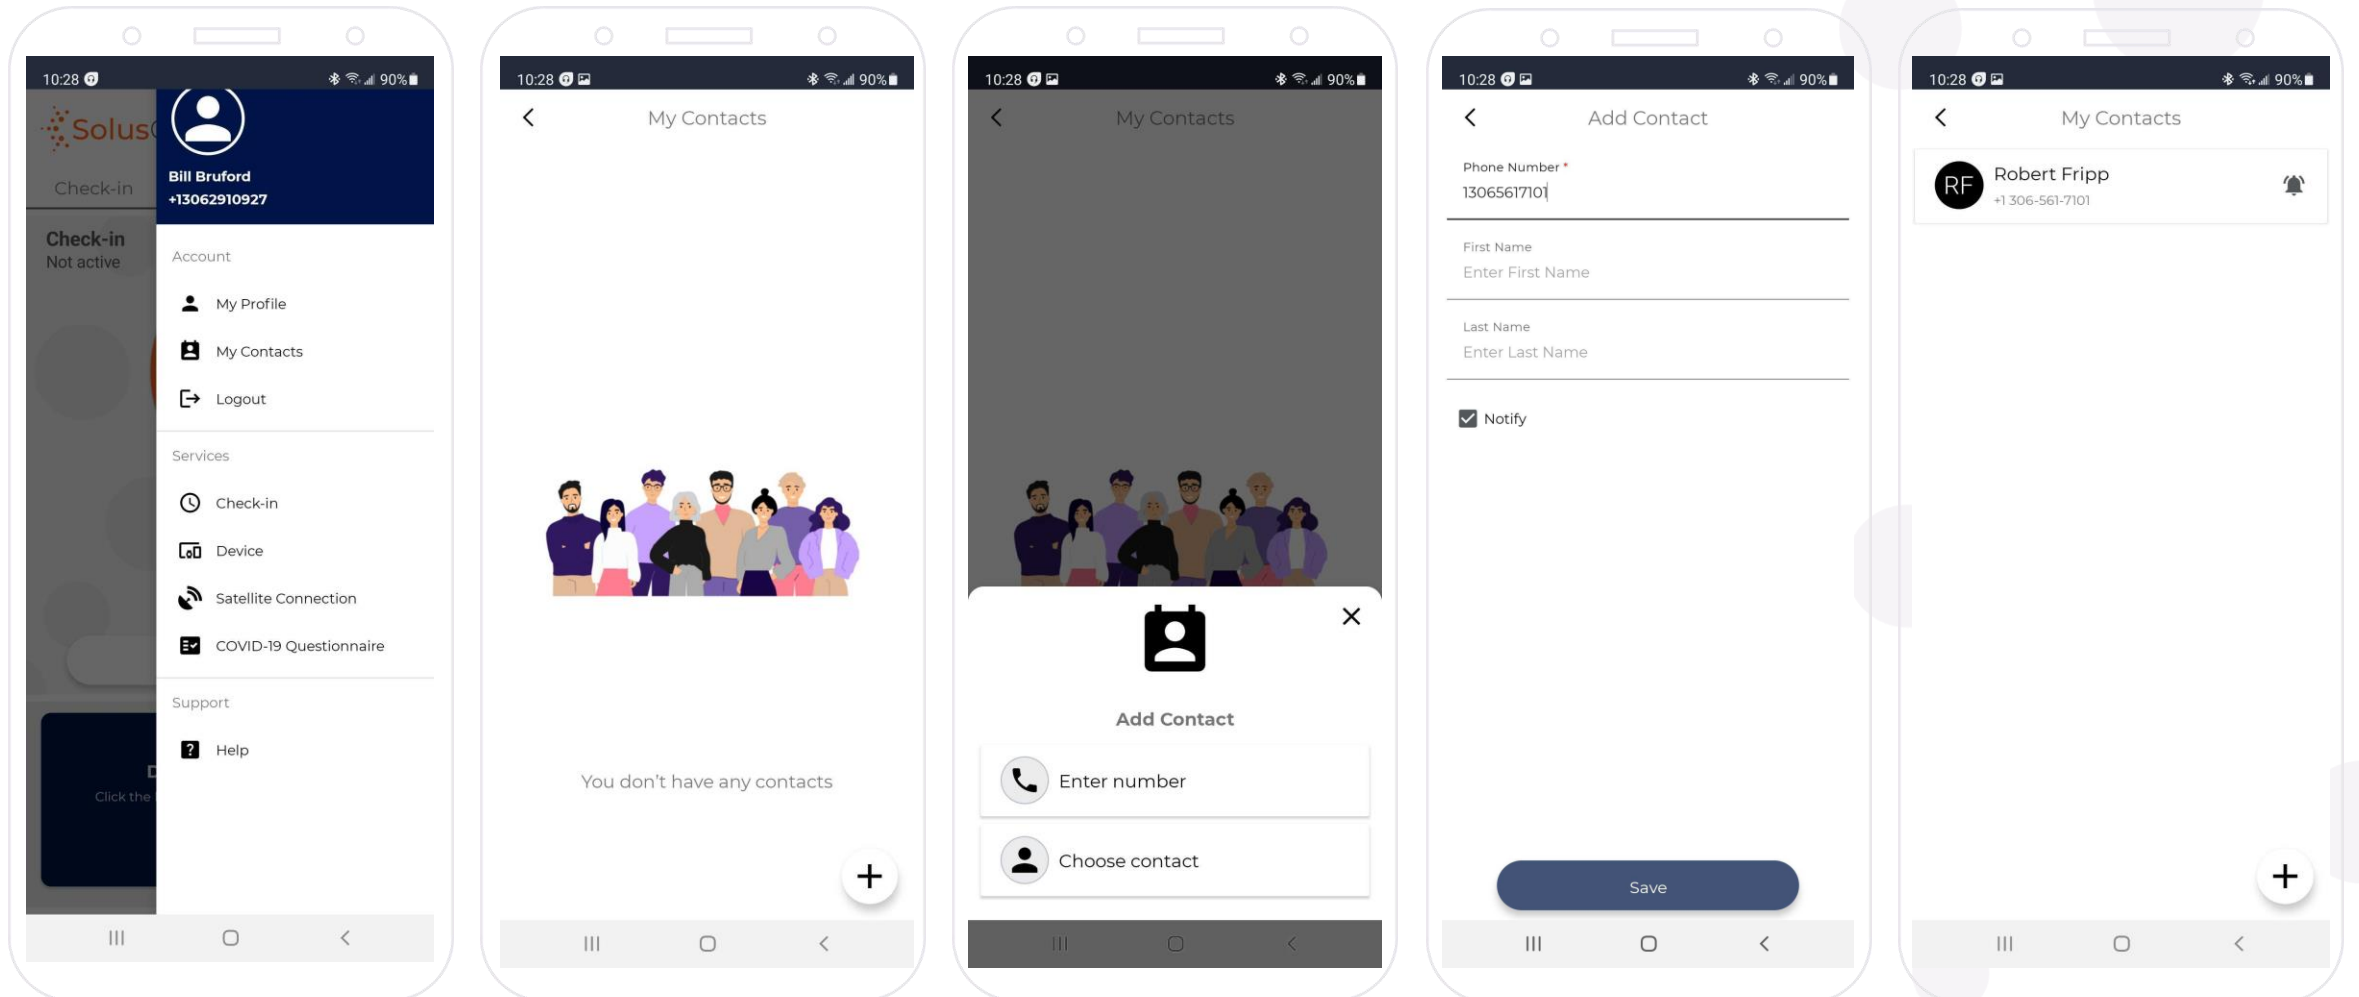 10:28
90%
Solus
Check-in
Check-in
Not active
Click the
Bill Bruford
+13062910927
Account
My Profile
My Contacts
Logout
Services
Check-in
Device
Satellite Connection
COVID-19 Questionnaire
Support
Help
10:28
90%
My Contacts
You don't have any contacts
+
10:28
90%
My Contacts
Add Contact
Enter number
Choose contact
10:28
90%
Add Contact
Phone Number *
13065617101
First Name
Enter First Name
Last Name
Enter Last Name
Notify
Save
10:28
90%
My Contacts
RF
Robert Fripp
+1 306-561-7101
+